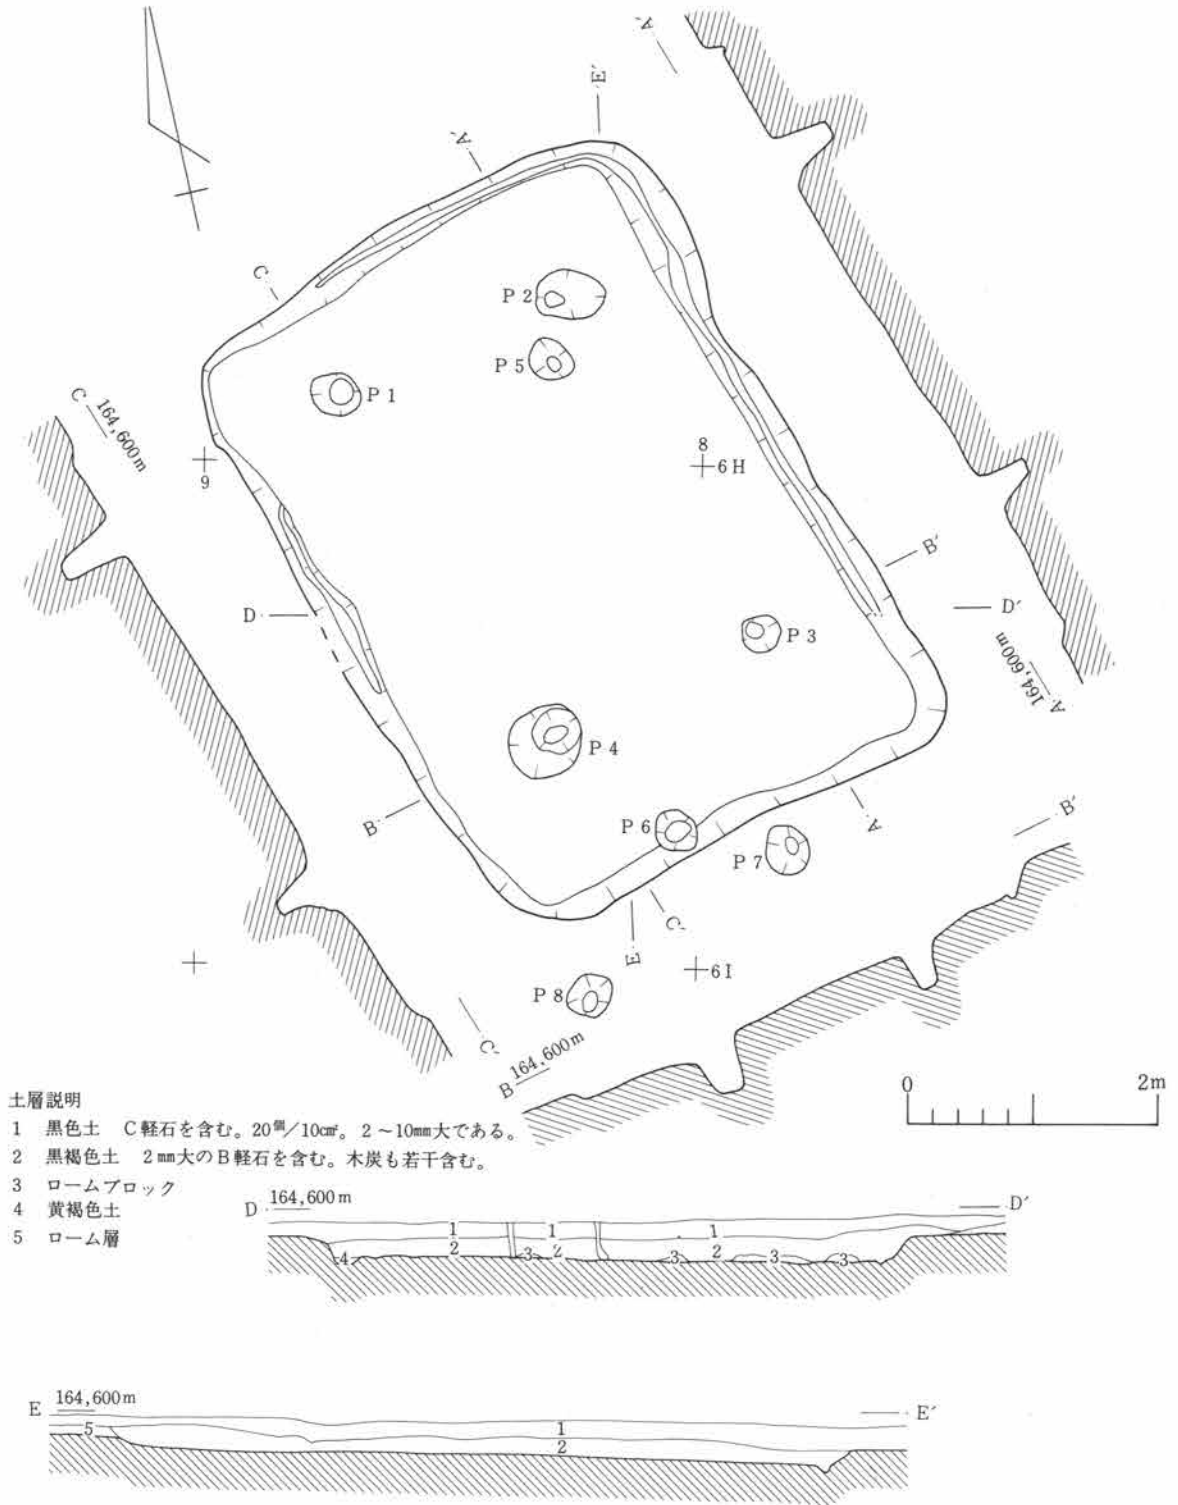 A
A´
E´
A´
C
P 2
P 5
P 1
C
164,600m
8
6H
9
B´
D
D´
P 3
164,600m
A
P 4
B
P 6
A
B´
P 7
C´
E
6I
P 8
C´
B
164,600m
0
2m
土層説明
1 黒色土 C軽石を含む。20個/10㎠。2~10㎜大である。
2 黒褐色土 2㎜大のB軽石を含む。木炭も若干含む。
3 ロームブロック
4 黄褐色土
5 ローム層
D
164,600m
D´
1
1
1
4
2
3
2
3
2
3
3
E
164,600m
E´
5
1
2